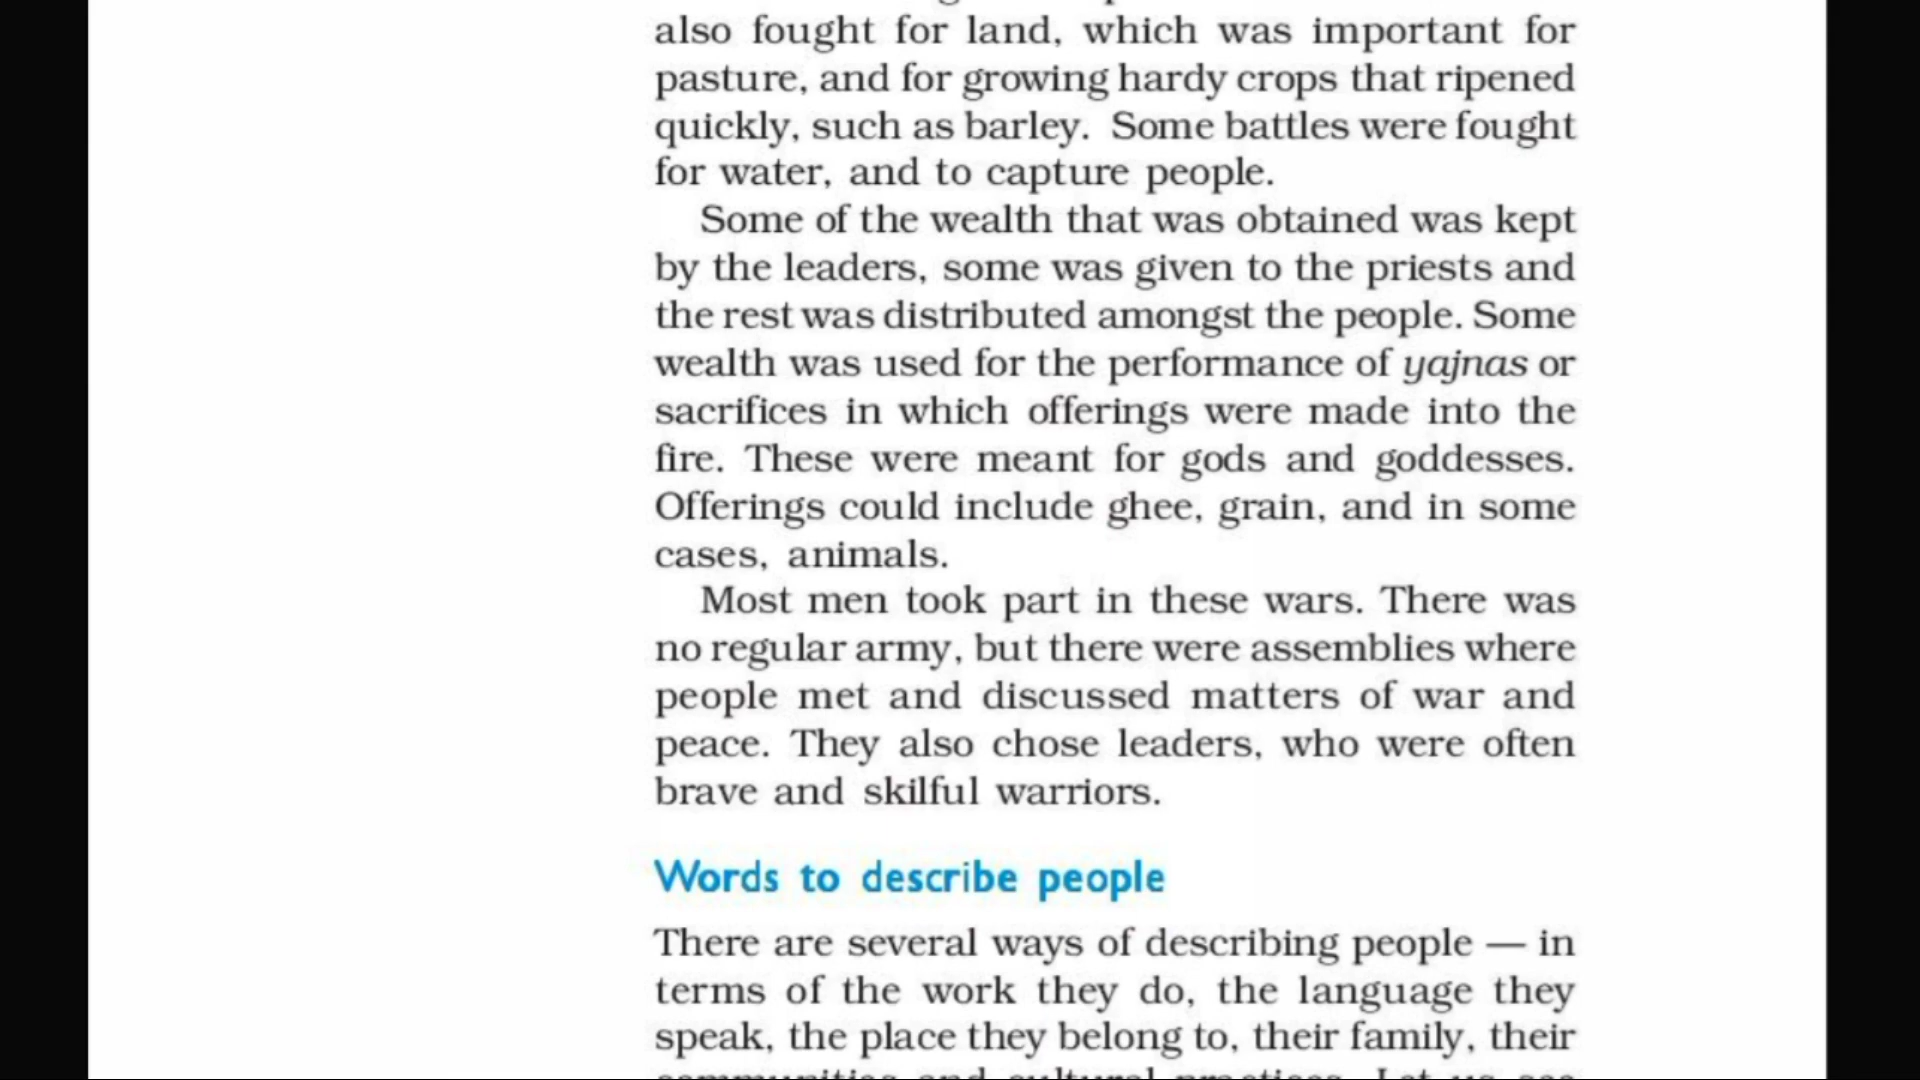 also fought for land, which was important for
pasture, and for growing hardy crops that ripened
quickly, such as barley. Some battles were fought
for water, and to capture people.
Some of the wealth that was obtained was kept
by the leaders, some was given to the priests and
the rest was distributed amongst the people. Some
wealth was used for the performance of yajnas or
sacrifices in which offerings were made into the
fire. These were meant for gods and goddesses.
Offerings could include ghee, grain, and in some
cases, animals.
Most men took part in these wars. There was
no regular army, but there were assemblies where
people met and discussed matters of war and
peace. They also chose leaders, who were often
brave and skilful warriors.
Words to describe people
There are several ways of describing people — in
terms of the work they do, the language they
speak, the place they belong to, their family, their